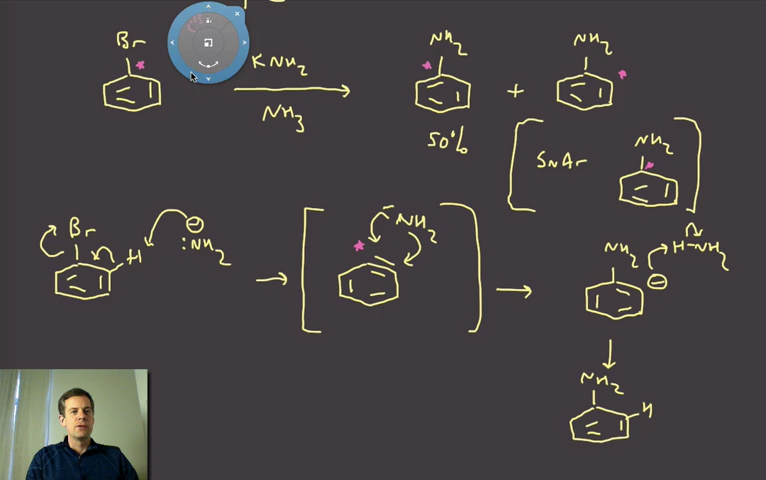 Br NH₂ NH₂
* * *
KNH₂
NH₃ +
50%
NH₂
SNAr *
Br ⊖ H :NH₂
* ⁻NH₂
NH₂ ⊖ H-NH₂
NH₂
H